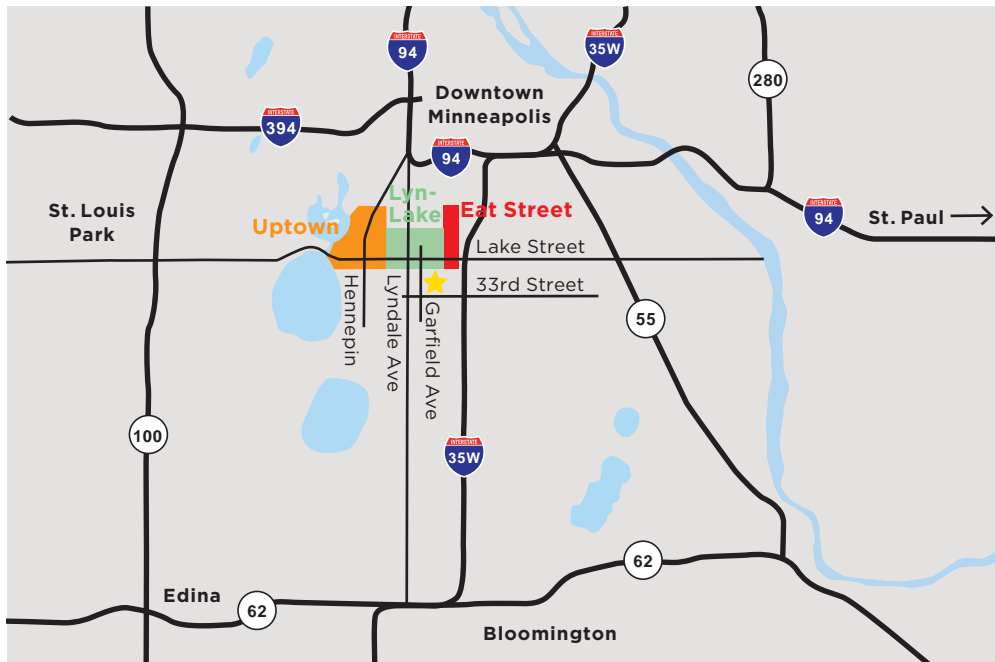 INTERSTATE
94
INTERSTATE
35W
280
Downtown
Minneapolis
INTERSTATE
394
INTERSTATE
94
St. Louis
Park
Lyn-
Lake
Eat Street
INTERSTATE
94
St. Paul
Uptown
Lake Street
33rd Street
Hennepin
Lyndale Ave
Garfield Ave
55
100
INTERSTATE
35W
62
Edina
62
Bloomington